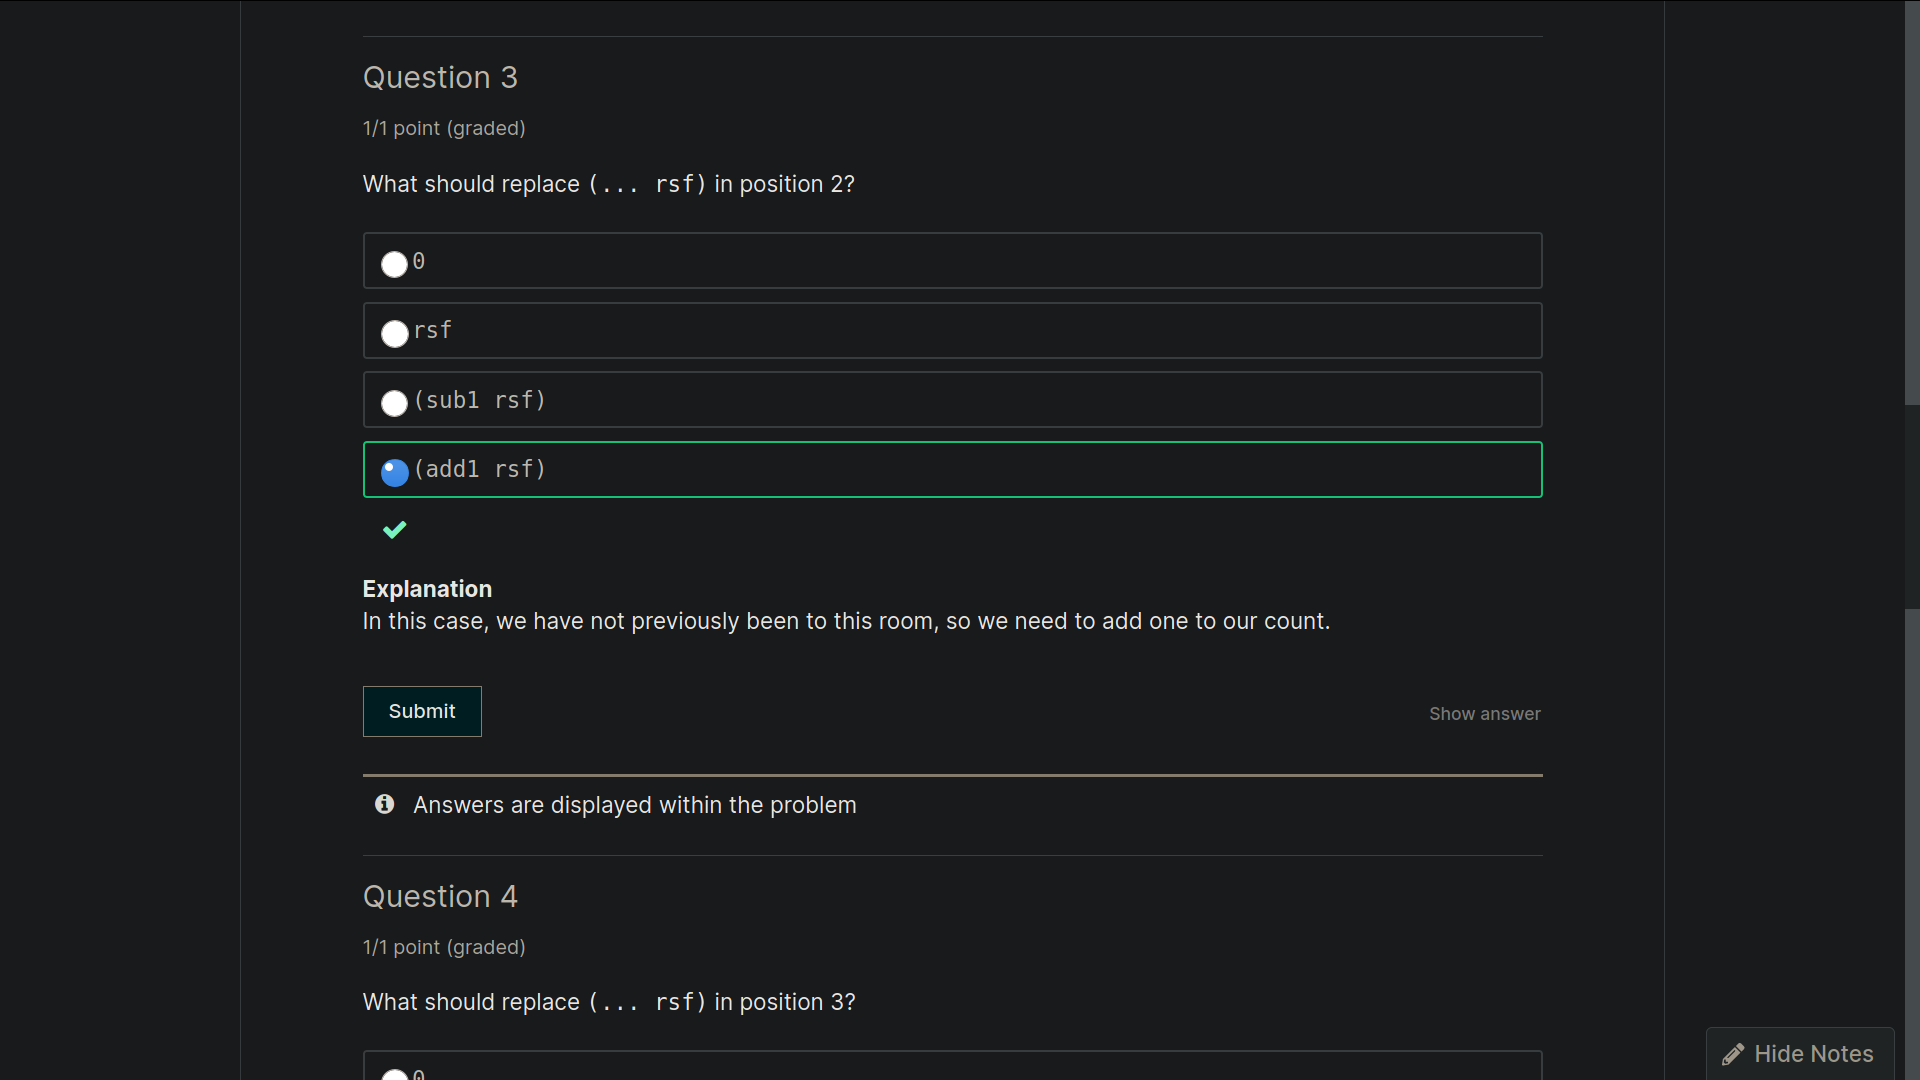 Question 3
1/1 point (graded)
What should replace (... rsf) in position 2?
0
rsf
(sub1 rsf)
(add1 rsf)
Explanation
In this case, we have not previously been to this room, so we need to add one to our count.
Submit
Show answer
Answers are displayed within the problem
Question 4
1/1 point (graded)
What should replace (... rsf) in position 3?
0
Hide Notes